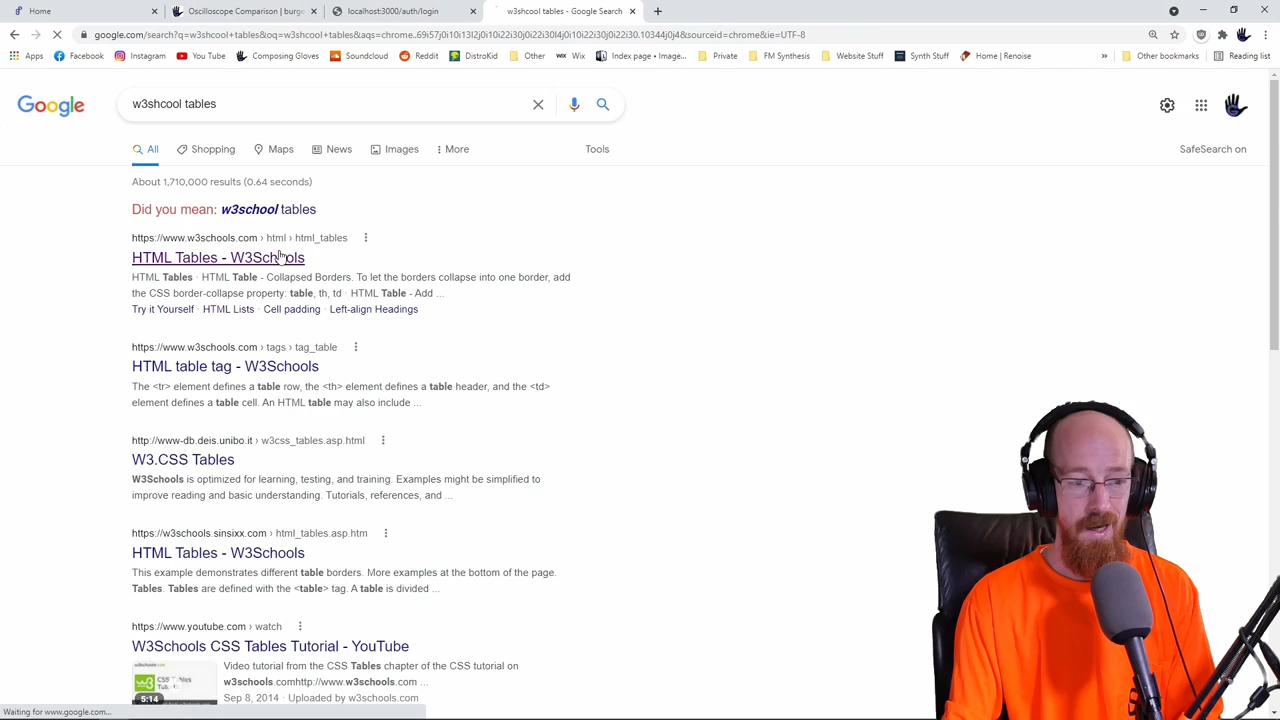 Home
Oscilloscope Comparison | burge
localhost:3000/auth/login
w3shcool tables - Google Search
google.com/search?q=w3shcool+tables&oq=w3shcool+tables&aqs=chrome..69i57j0i10i13l2j0i10i22i30j0i22i30l4j0i10i22i30j0i22i30.10344j0j4&sourceid=chrome&ie=UTF-8
Apps Facebook Instagram You Tube Composing Gloves Soundcloud Reddit DistroKid Other Wix Index | Image... Private FM Synthesis Website Stuff Synth Stuff Home | Renoise » Other bookmarks Reading list
Google
w3shcool tables
All Shopping Maps News Images More Tools SafeSearch on
About 1,710,000 results (0.64 seconds)
Did you mean: w3school tables
https://www.w3schools.com › html › html_tables
HTML Tables - W3Schools
HTML Tables · HTML Table - Collapsed Borders. To let the borders collapse into one border, add
the CSS border-collapse property: table, th, td · HTML Table - Add ...
Try it Yourself · HTML Lists · Cell padding · Left-align Headings
https://www.w3schools.com › tags › tag_table
HTML table tag - W3Schools
The <tr> element defines a table row, the <th> element defines a table header, and the <td>
element defines a table cell. An HTML table may also include ...
http://www-db.deis.unibo.it › w3css_tables.asp.html
W3.CSS Tables
W3Schools is optimized for learning, testing, and training. Examples might be simplified to
improve reading and basic understanding. Tutorials, references, and ...
https://w3schools.sinsixx.com › html_tables.asp.htm
HTML Tables - W3Schools
This example demonstrates different table borders. More examples at the bottom of the page.
Tables. Tables are defined with the <table> tag. A table is divided ...
https://www.youtube.com › watch
W3Schools CSS Tables Tutorial - YouTube
Video tutorial from the CSS Tables chapter of the CSS tutorial on
w3schools.comhttp://www.w3schools.com ...
Sep 8, 2014 · Uploaded by w3schools.com
5:14
Waiting for www.google.com...